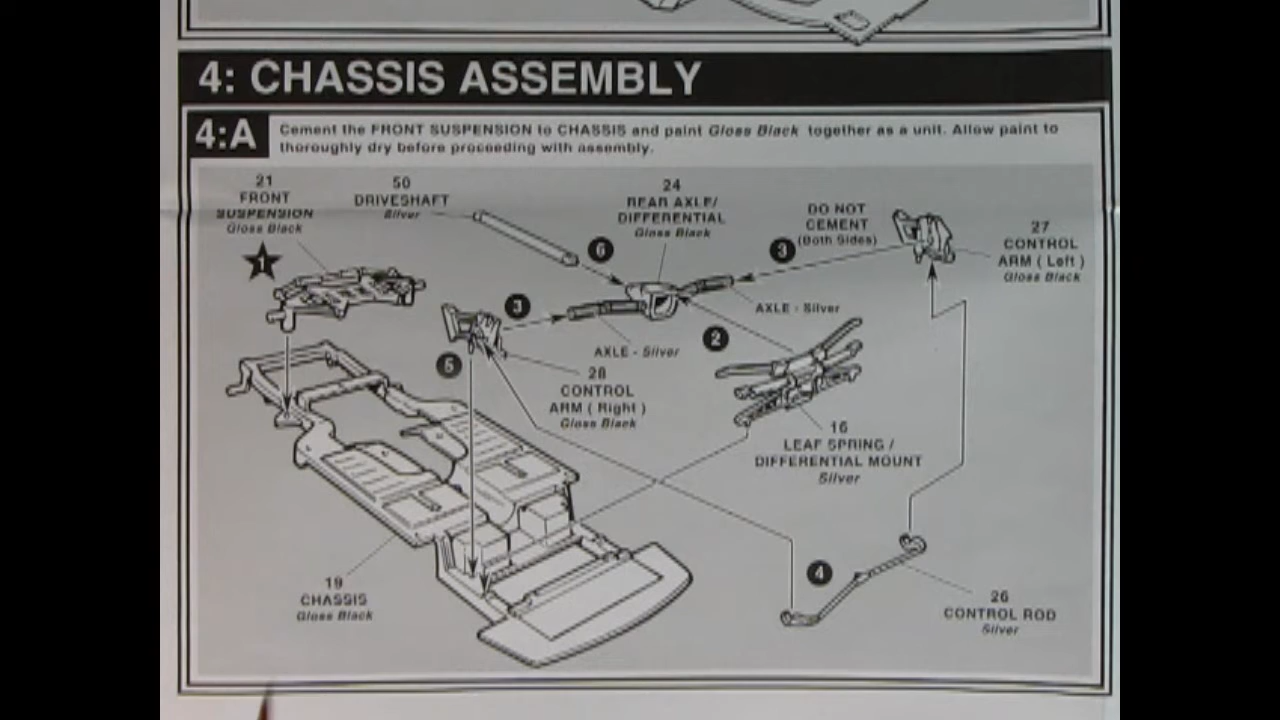 4: CHASSIS ASSEMBLY
4:A
Cement the FRONT SUSPENSION to CHASSIS and paint Gloss Black together as a unit. Allow paint to
thoroughly dry before proceeding with assembly.
21
FRONT
SUSPENSION
Gloss Black
1
50
DRIVESHAFT
Silver
6
24
REAR AXLE/
DIFFERENTIAL
Gloss Black
DO NOT
CEMENT
(Both Sides)
3
27
CONTROL
ARM ( Left )
Gloss Black
3
AXLE - Silver
AXLE - Silver
2
5
28
CONTROL
ARM ( Right )
Gloss Black
16
LEAF SPRING /
DIFFERENTIAL MOUNT
Silver
19
CHASSIS
Gloss Black
4
26
CONTROL ROD
Silver